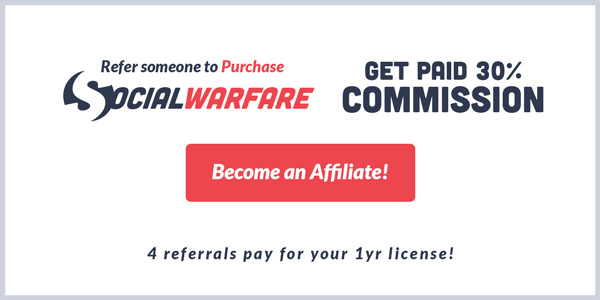 Refer someone to Purchase
SOCIALWARFARE
GET PAID 30%
COMMISSION
Become an Affiliate!
4 referrals pay for your 1yr license!